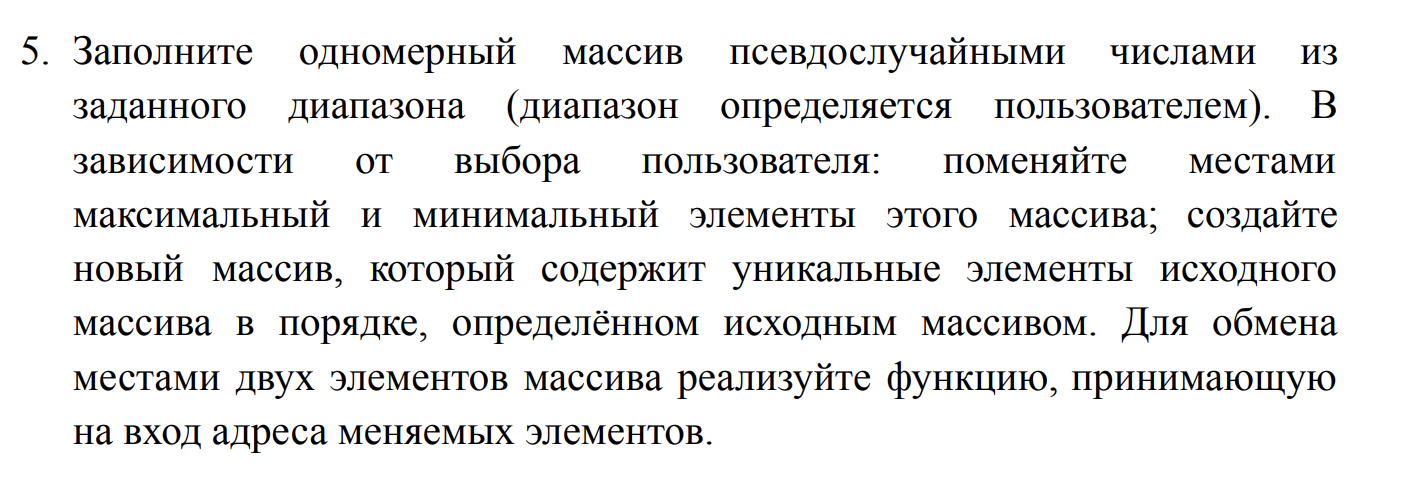 5. Заполните одномерный массив псевдослучайными числами из
заданного диапазона (диапазон определяется пользователем). В
зависимости от выбора пользователя: поменяйте местами
максимальный и минимальный элементы этого массива; создайте
новый массив, который содержит уникальные элементы исходного
массива в порядке, определённом исходным массивом. Для обмена
местами двух элементов массива реализуйте функцию, принимающую
на вход адреса меняемых элементов.